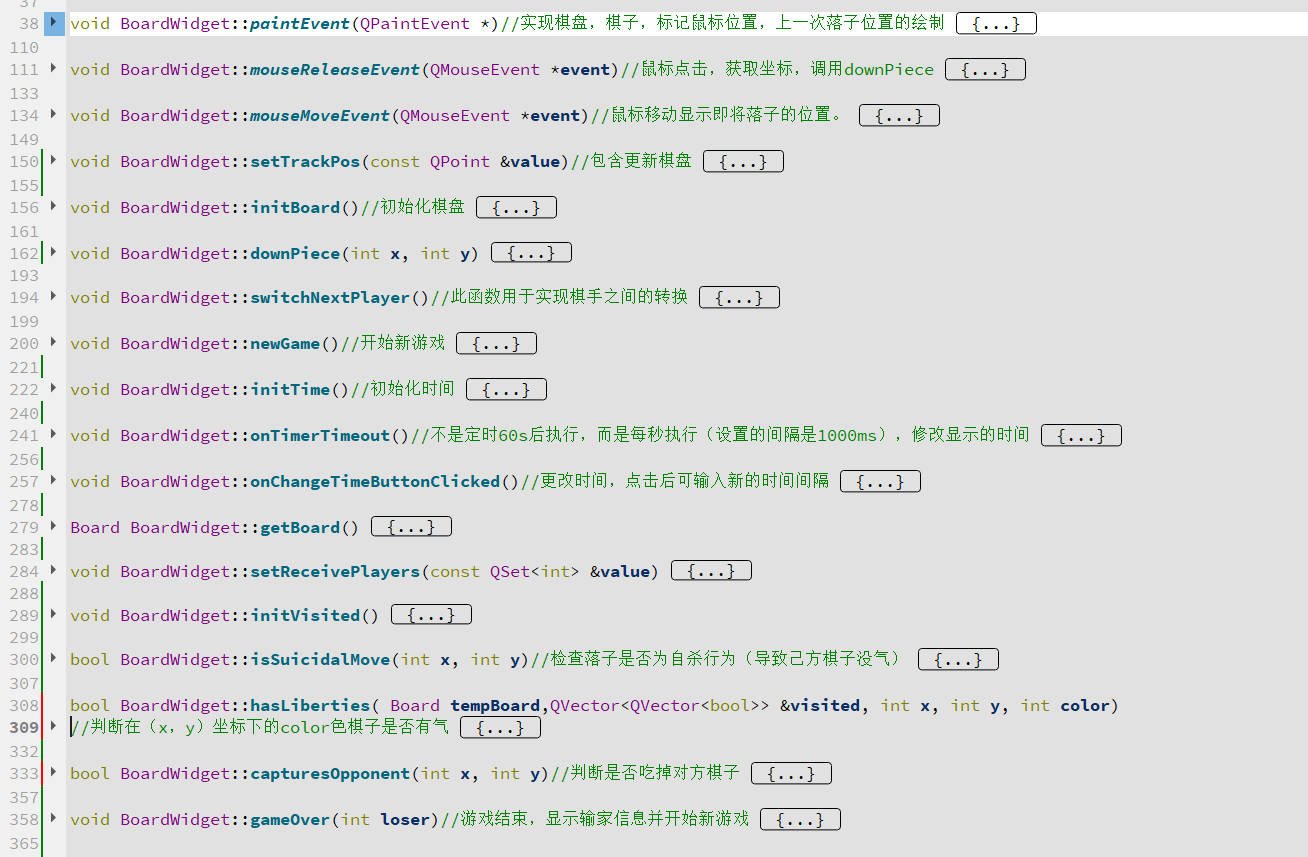 37
38 void BoardWidget::paintEvent(QPaintEvent *)//实现棋盘，棋子，标记鼠标位置，上一次落子位置的绘制 {...}
110
111 void BoardWidget::mouseReleaseEvent(QMouseEvent *event)//鼠标点击，获取坐标，调用downPiece {...}
133
134 void BoardWidget::mouseMoveEvent(QMouseEvent *event)//鼠标移动显示即将落子的位置。 {...}
149
150 void BoardWidget::setTrackPos(const QPoint &value)//包含更新棋盘 {...}
155
156 void BoardWidget::initBoard()//初始化棋盘 {...}
161
162 void BoardWidget::downPiece(int x, int y) {...}
193
194 void BoardWidget::switchNextPlayer()//此函数用于实现棋手之间的转换 {...}
199
200 void BoardWidget::newGame()//开始新游戏 {...}
221
222 void BoardWidget::initTime()//初始化时间 {...}
240
241 void BoardWidget::onTimerTimeout()//不是定时60s后执行，而是每秒执行（设置的间隔是1000ms），修改显示的时间 {...}
256
257 void BoardWidget::onChangeTimeButtonClicked()//更改时间，点击后可输入新的时间间隔 {...}
278
279 Board BoardWidget::getBoard() {...}
283
284 void BoardWidget::setReceivePlayers(const QSet<int> &value) {...}
288
289 void BoardWidget::initVisited() {...}
299
300 bool BoardWidget::isSuicidalMove(int x, int y)//检查落子是否为自杀行为（导致己方棋子没气） {...}
307
308 bool BoardWidget::hasLiberties( Board tempBoard,QVector<QVector<bool>> &visited, int x, int y, int color)
309 //判断在（x，y）坐标下的color色棋子是否有气 {...}
332
333 bool BoardWidget::capturesOpponent(int x, int y)//判断是否吃掉对方棋子 {...}
357
358 void BoardWidget::gameOver(int loser)//游戏结束，显示输家信息并开始新游戏 {...}
365